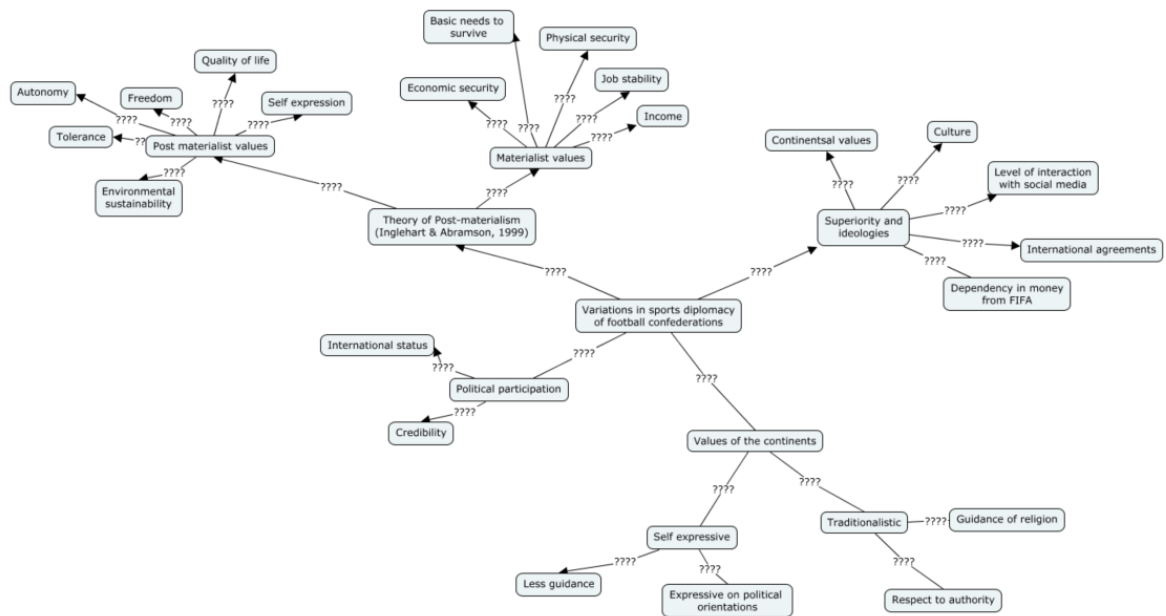 Basic needs to
survive
Physical security
Quality of life
Job stability
Autonomy
Freedom
Self expression
Economic security
Income
????
????
????
????
????
????
????
????
????
????
Tolerance
??
Post materialist values
Materialist values
????
Environmental
sustainability
????
????
Theory of Post-materialism
(Inglehart & Abramson, 1999)
Continentsal values
Culture
????
????
Level of interaction
with social media
????
Superiority and
ideologies
????
International agreements
????
Dependency in money
from FIFA
????
????
Variations in sports diplomacy
of football confederations
International status
????
????
Political participation
????
Credibility
????
Values of the continents
????
????
Self expressive
Traditionalistic
????
Guidance of religion
????
????
????
Less guidance
Expressive on political
orientations
Respect to authority